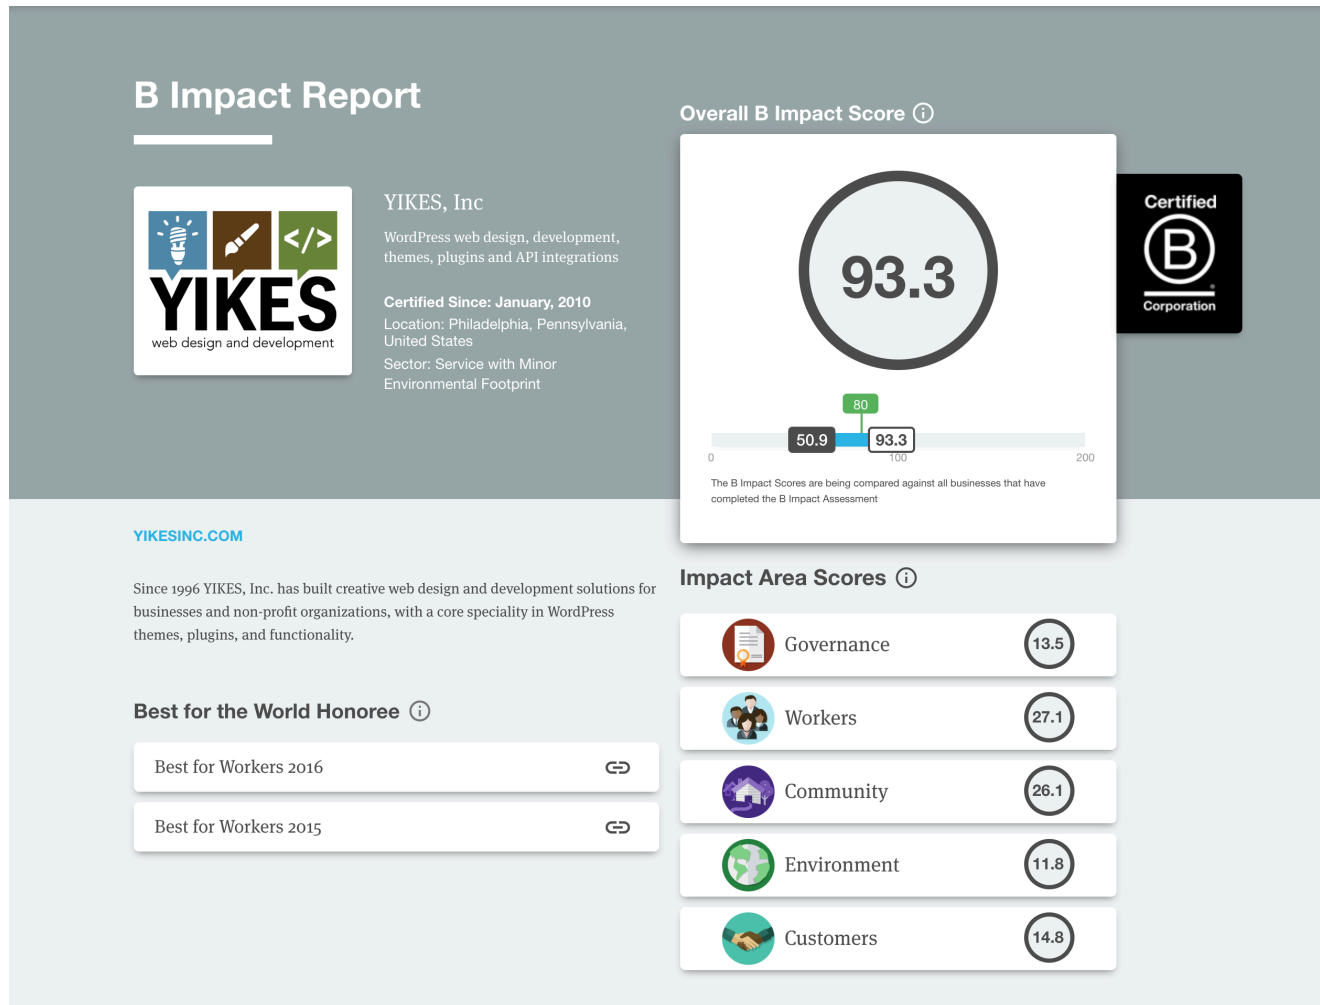 B Impact Report
YIKES
web design and development
YIKES, Inc
WordPress web design, development,
themes, plugins and API integrations
Certified Since: January, 2010
Location: Philadelphia, Pennsylvania,
United States
Sector: Service with Minor
Environmental Footprint
Overall B Impact Score
93.3
80
50.9
93.3
0
100
200
The B Impact Scores are being compared against all businesses that have
completed the B Impact Assessment
Certified
B
®
Corporation
YIKESINC.COM
Since 1996 YIKES, Inc. has built creative web design and development solutions for
businesses and non-profit organizations, with a core speciality in WordPress
themes, plugins, and functionality.
Best for the World Honoree
Best for Workers 2016
Best for Workers 2015
Impact Area Scores
Governance 13.5
Workers 27.1
Community 26.1
Environment 11.8
Customers 14.8